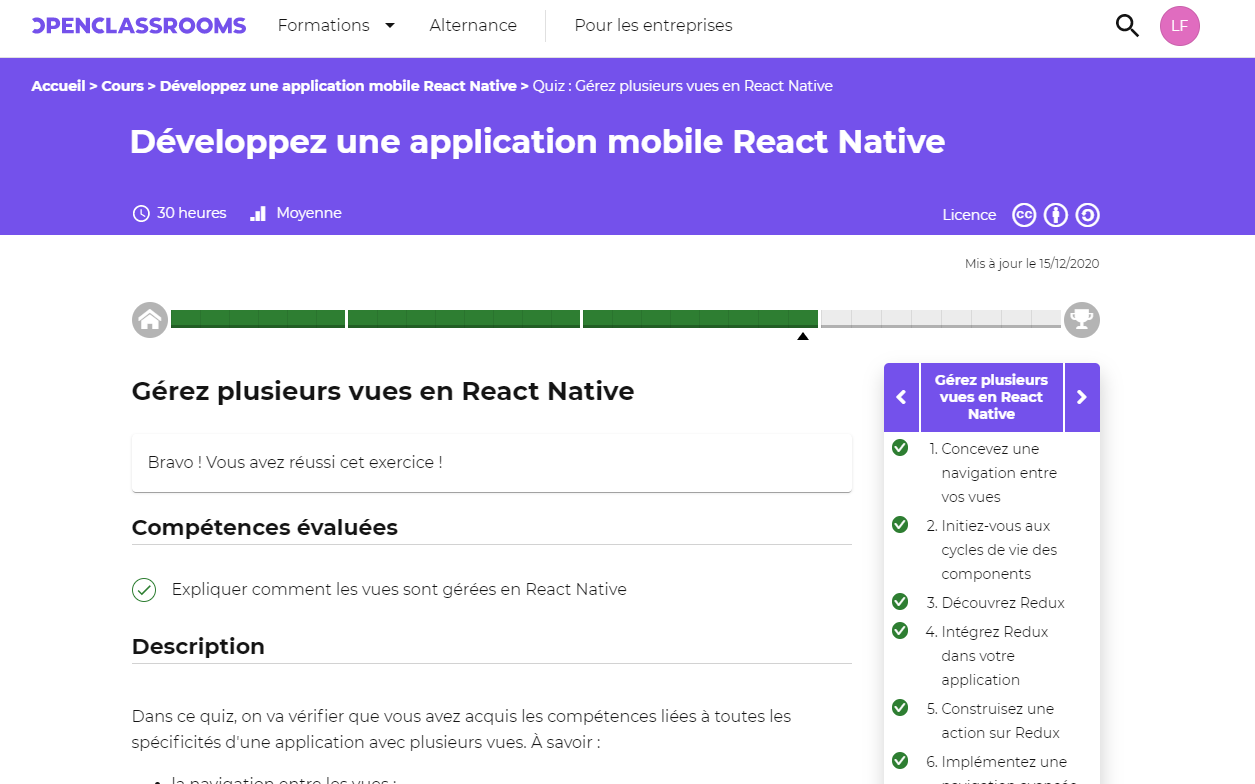 OPENCLASSROOMS Formations Alternance Pour les entreprises LF
Accueil > Cours > Développez une application mobile React Native > Quiz : Gérez plusieurs vues en React Native
Développez une application mobile React Native
30 heures Moyenne Licence cc
Mis à jour le 15/12/2020
Gérez plusieurs vues en React Native
Bravo ! Vous avez réussi cet exercice !
Compétences évaluées
Expliquer comment les vues sont gérées en React Native
Description
Dans ce quiz, on va vérifier que vous avez acquis les compétences liées à toutes les
spécificités d'une application avec plusieurs vues. À savoir :
• la navigation entre les vues ;
Gérez plusieurs
vues en React
Native
1. Concevez une
navigation entre
vos vues
2. Initiez-vous aux
cycles de vie des
components
3. Découvrez Redux
4. Intégrez Redux
dans votre
application
5. Construisez une
action sur Redux
6. Implémentez une
navigation avancée